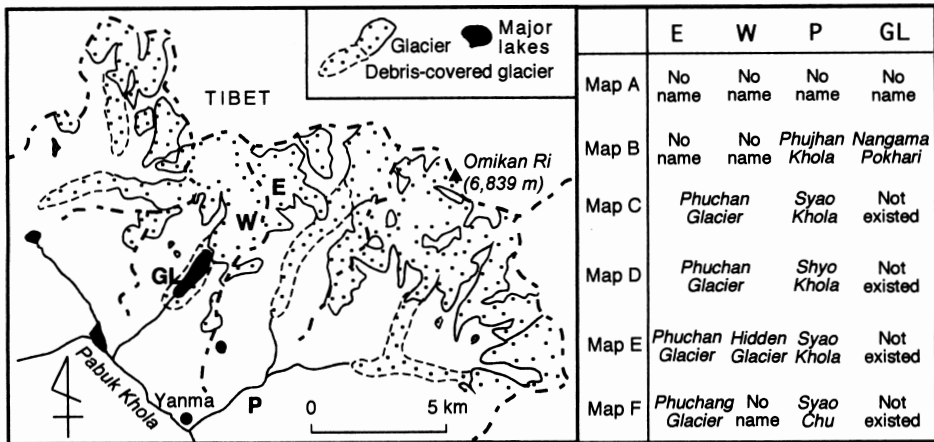 Glacier
Debris-covered glacier
Major
lakes
TIBET
Omikan Ri
(6,839 m)
E
W
GL
P
Pabuk Khola
Yanma
0 5 km
E W P GL
Map A No name No name No name No name
Map B No name No name Phujhan Khola Nangama Pokhari
Map C Phuchan Glacier Syao Khola Not existed
Map D Phuchan Glacier Shyo Khola Not existed
Map E Phuchan Glacier Hidden Glacier Syao Khola Not existed
Map F Phuchang Glacier No name Syao Chu Not existed